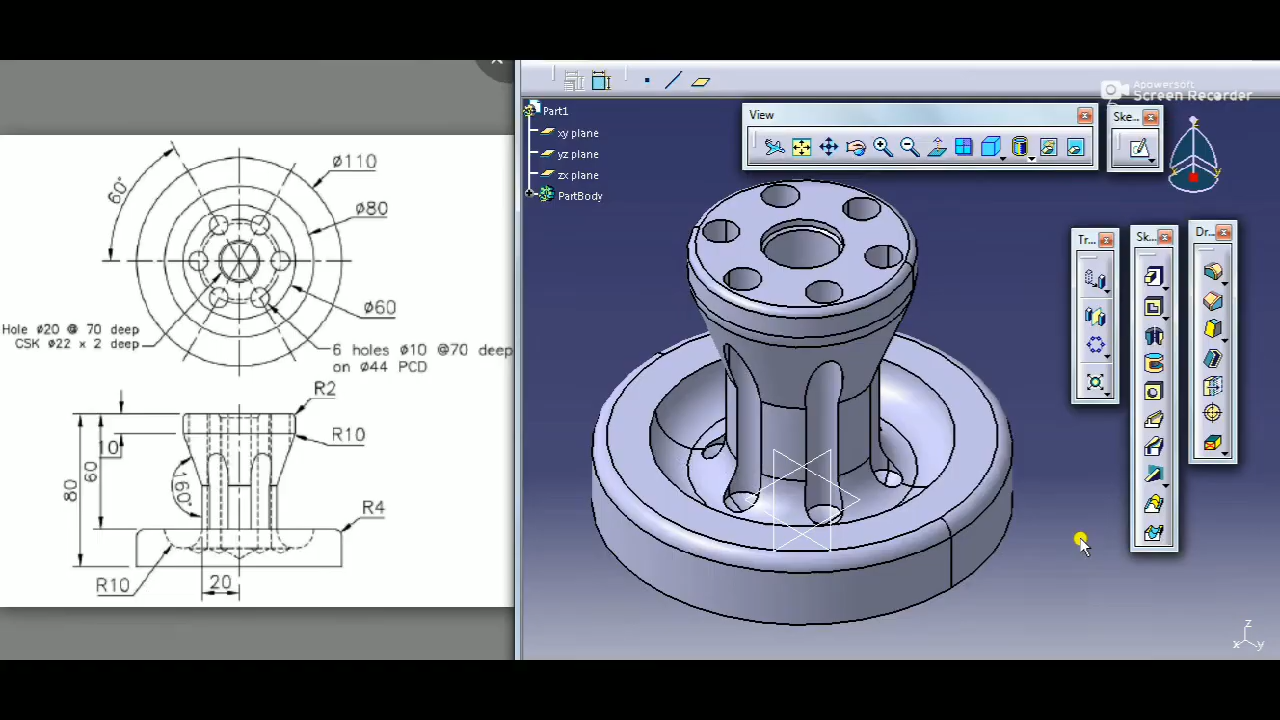 Apowersoft
Screen Recorder
Part1
xy plane
yz plane
zx plane
PartBody
View
Ske...
Tr...
Sk...
Dr...
60°
ø110
ø80
ø60
Hole ø20 @ 70 deep
CSK ø22 x 2 deep
6 holes ø10 @70 deep
on ø44 PCD
R2
R10
10
60
80
160°
R4
R10
20
z
x
y